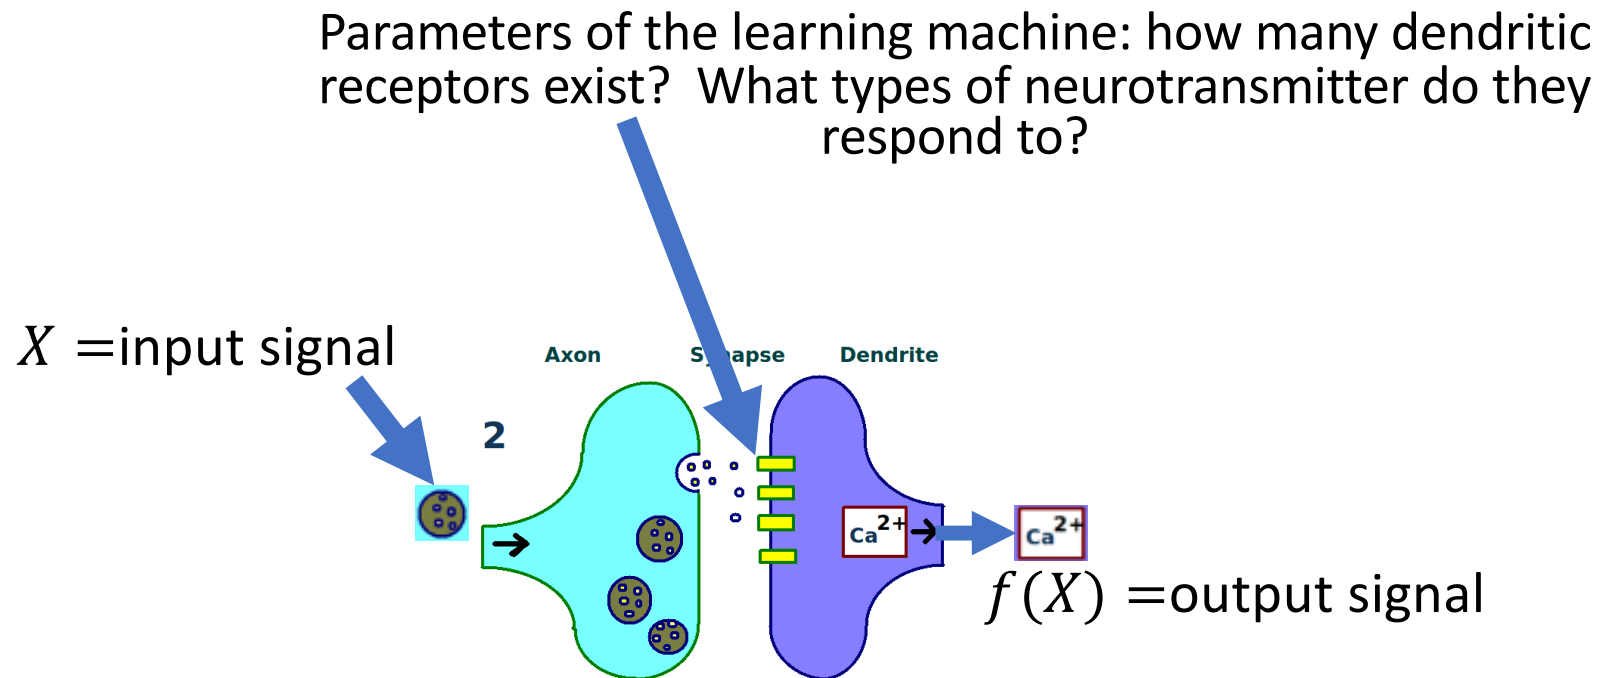 Parameters of the learning machine: how many dendritic
receptors exist?  What types of neurotransmitter do they
respond to?
X =input signal
Axon
Synapse
Dendrite
2
Ca2+
Ca2+
f(X) =output signal